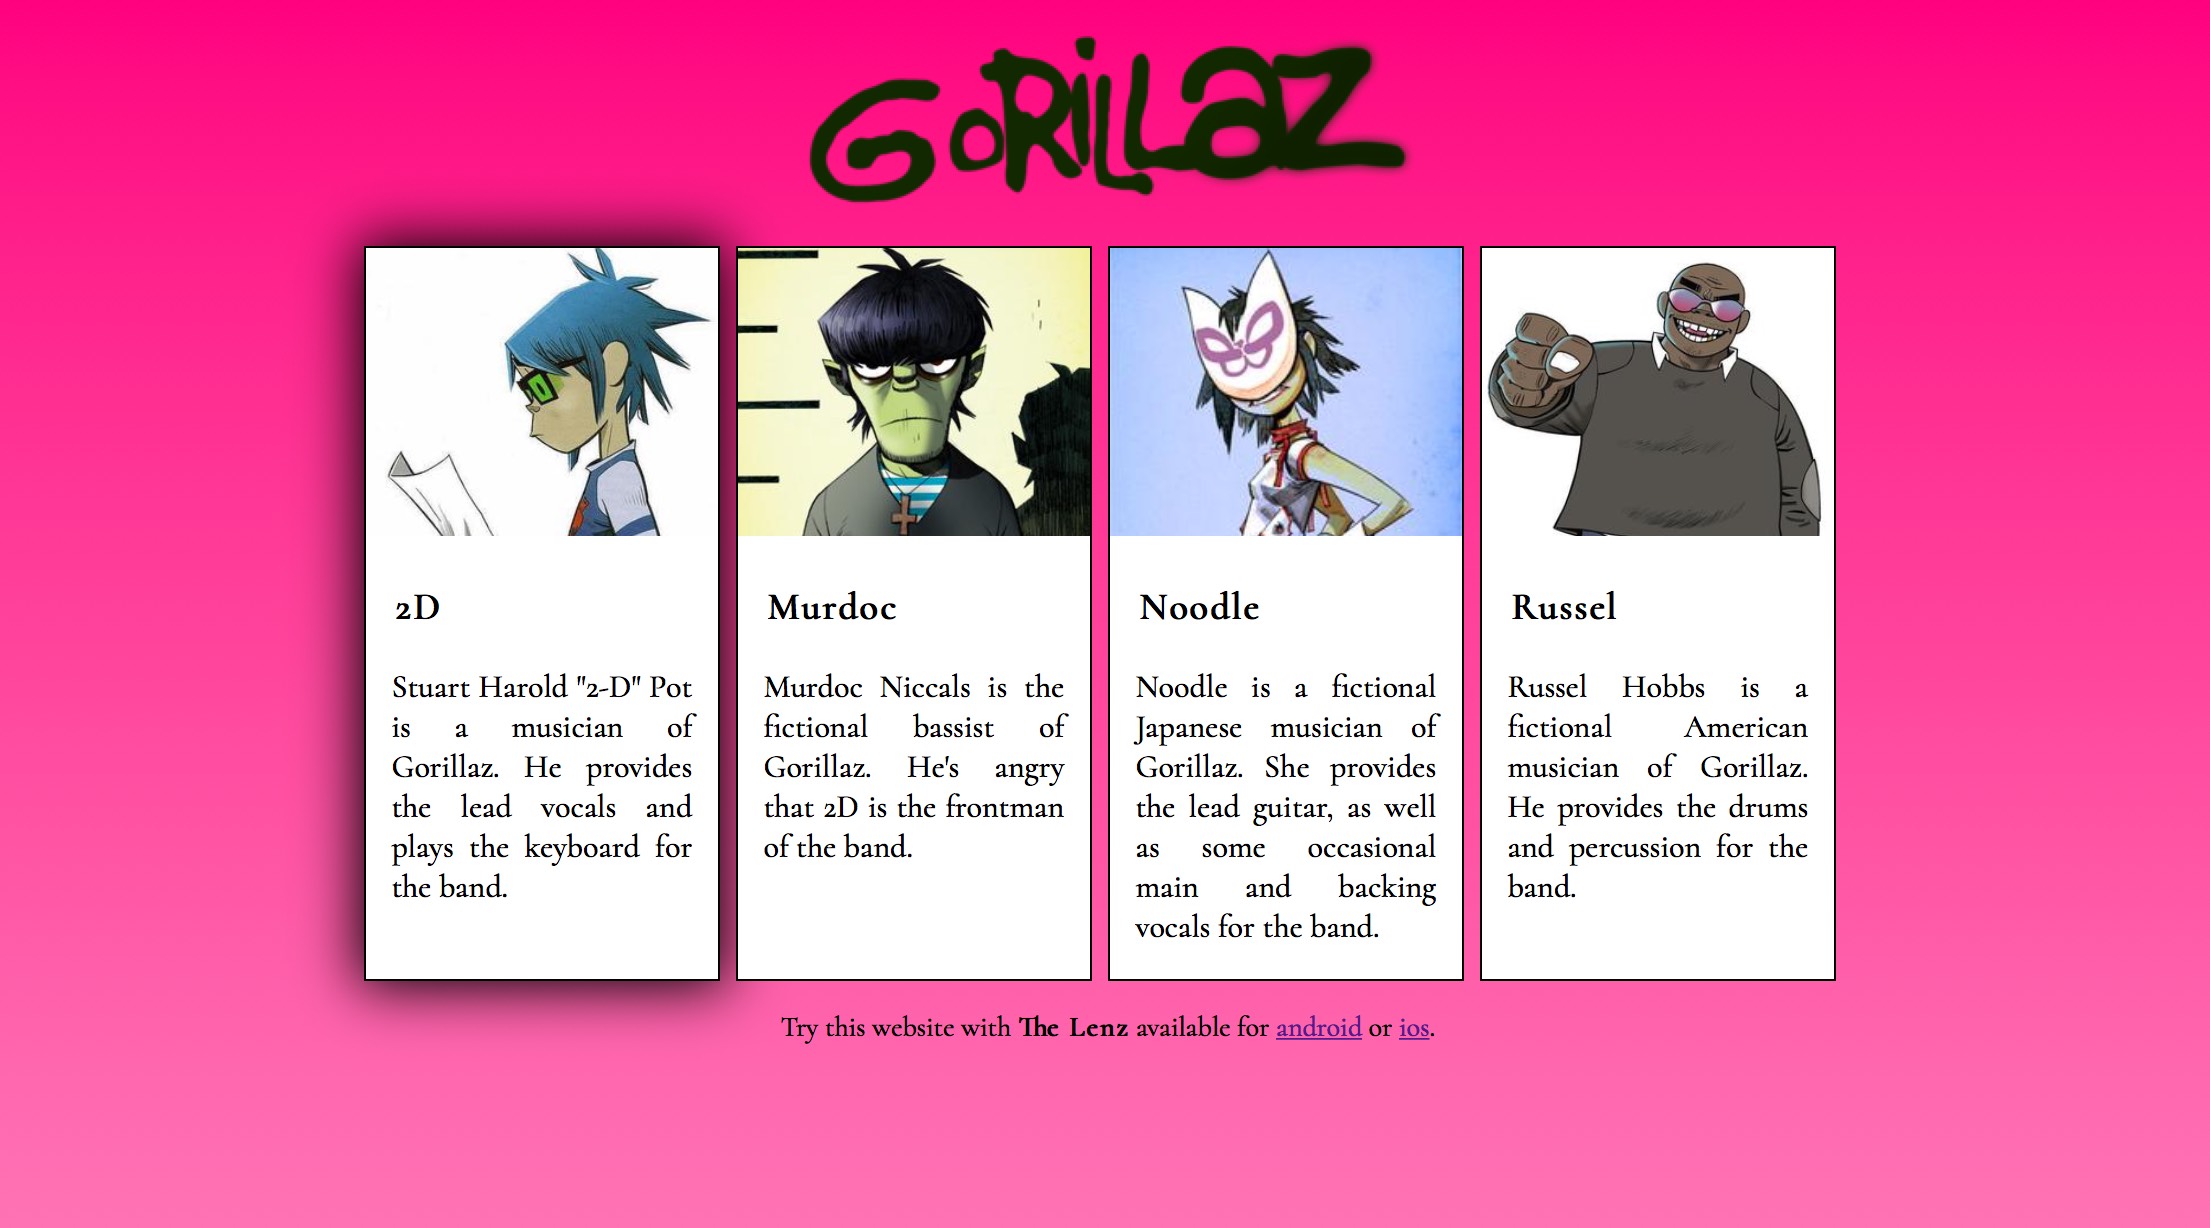 GoRiLLaZ
2D
Stuart Harold "2-D" Pot
is a musician of
Gorillaz. He provides
the lead vocals and
plays the keyboard for
the band.
Murdoc
Murdoc Niccals is the
fictional bassist of
Gorillaz. He's angry
that 2D is the frontman
of the band.
Noodle
Noodle is a fictional
Japanese musician of
Gorillaz. She provides
the lead guitar, as well
as some occasional
main and backing
vocals for the band.
Russel
Russel Hobbs is a
fictional American
musician of Gorillaz.
He provides the drums
and percussion for the
band.
Try this website with The Lenz available for android or ios.